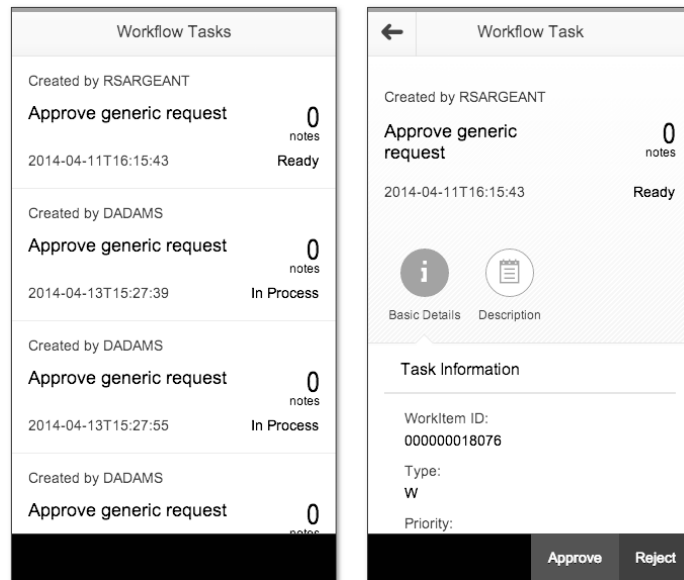 Workflow Tasks
Created by RSARGEANT
Approve generic request
0
notes
2014-04-11T16:15:43
Ready
Created by DADAMS
Approve generic request
0
notes
2014-04-13T15:27:39
In Process
Created by DADAMS
Approve generic request
0
notes
2014-04-13T15:27:55
In Process
Created by DADAMS
Approve generic request
0
notes
Workflow Task
Created by RSARGEANT
Approve generic
request
0
notes
2014-04-11T16:15:43
Ready
i
Basic Details
Description
Task Information
WorkItem ID:
000000018076
Type:
W
Priority:
Approve
Reject